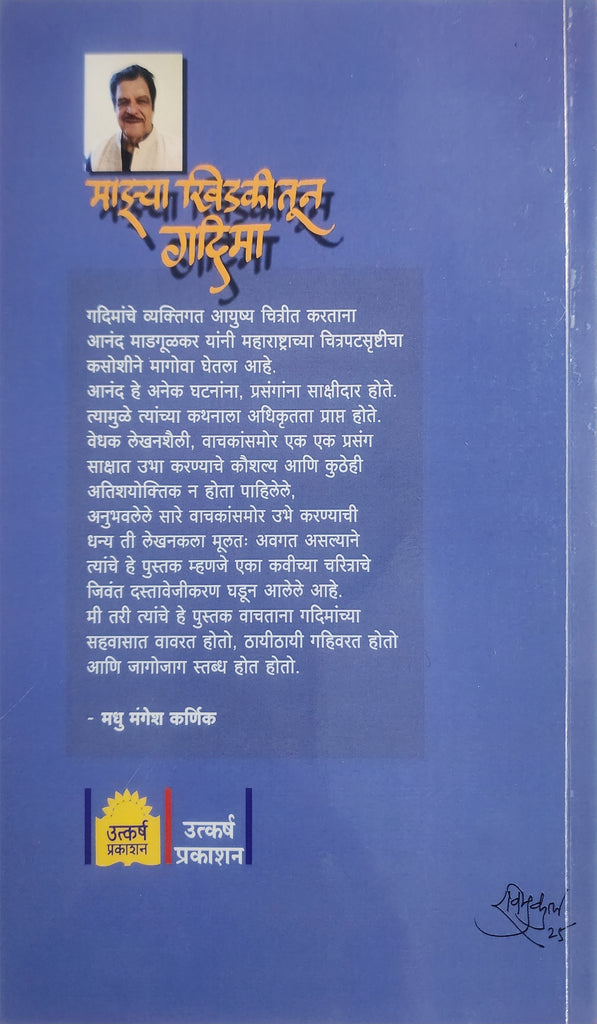 माझ्या खिडकीतून
गदिमा
गदिमांचे व्यक्तिगत आयुष्य चित्रीत करताना
आनंद माडगूळकर यांनी महाराष्ट्राच्या चित्रपटसृष्टीचा
कसोशीने मागोवा घेतला आहे.
आनंद हे अनेक घटनांना, प्रसंगांना साक्षीदार होते.
त्यामुळे त्यांच्या कथनाला अधिकृतता प्राप्त होते.
वेधक लेखनशैली, वाचकांसमोर एक एक प्रसंग
साक्षात उभा करण्याचे कौशल्य आणि कुठेही
अतिशयोक्तिक न होता पाहिलेले,
अनुभवलेले सारे वाचकांसमोर उभे करण्याची
धन्य ती लेखनकला मूलतः अवगत असल्याने
त्यांचे हे पुस्तक म्हणजे एका कवीच्या चरित्राचे
जिवंत दस्तावेजीकरण घडून आलेले आहे.
मी तरी त्यांचे हे पुस्तक वाचताना गदिमांच्या
सहवासात वावरत होतो, ठायीठायी गहिवरत होतो
आणि जागोजाग स्तब्ध होत होतो.
- मधु मंगेश कर्णिक
उत्कर्ष
प्रकाशन
उत्कर्ष
प्रकाशन
25